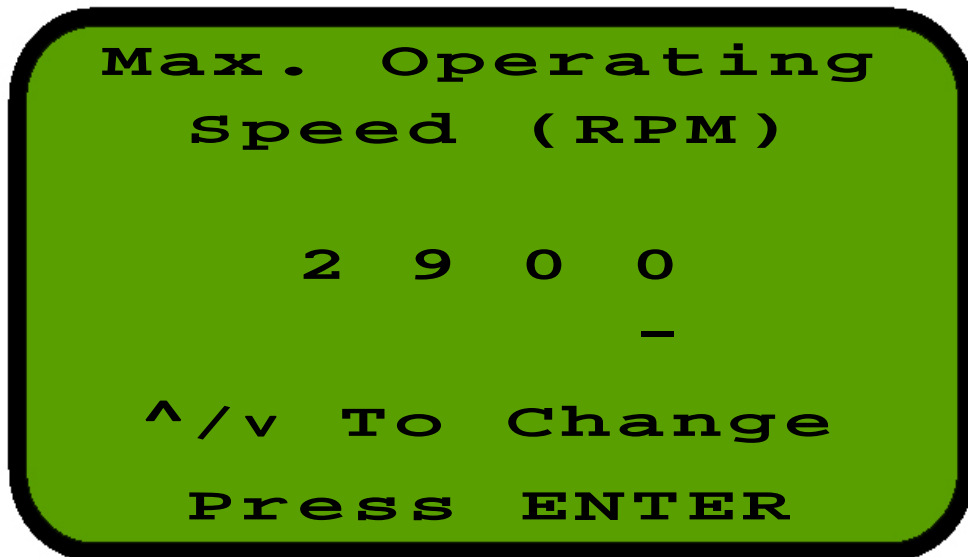 Max. Operating
Speed (RPM)
2 9 0 0
_
^/v To Change
Press ENTER